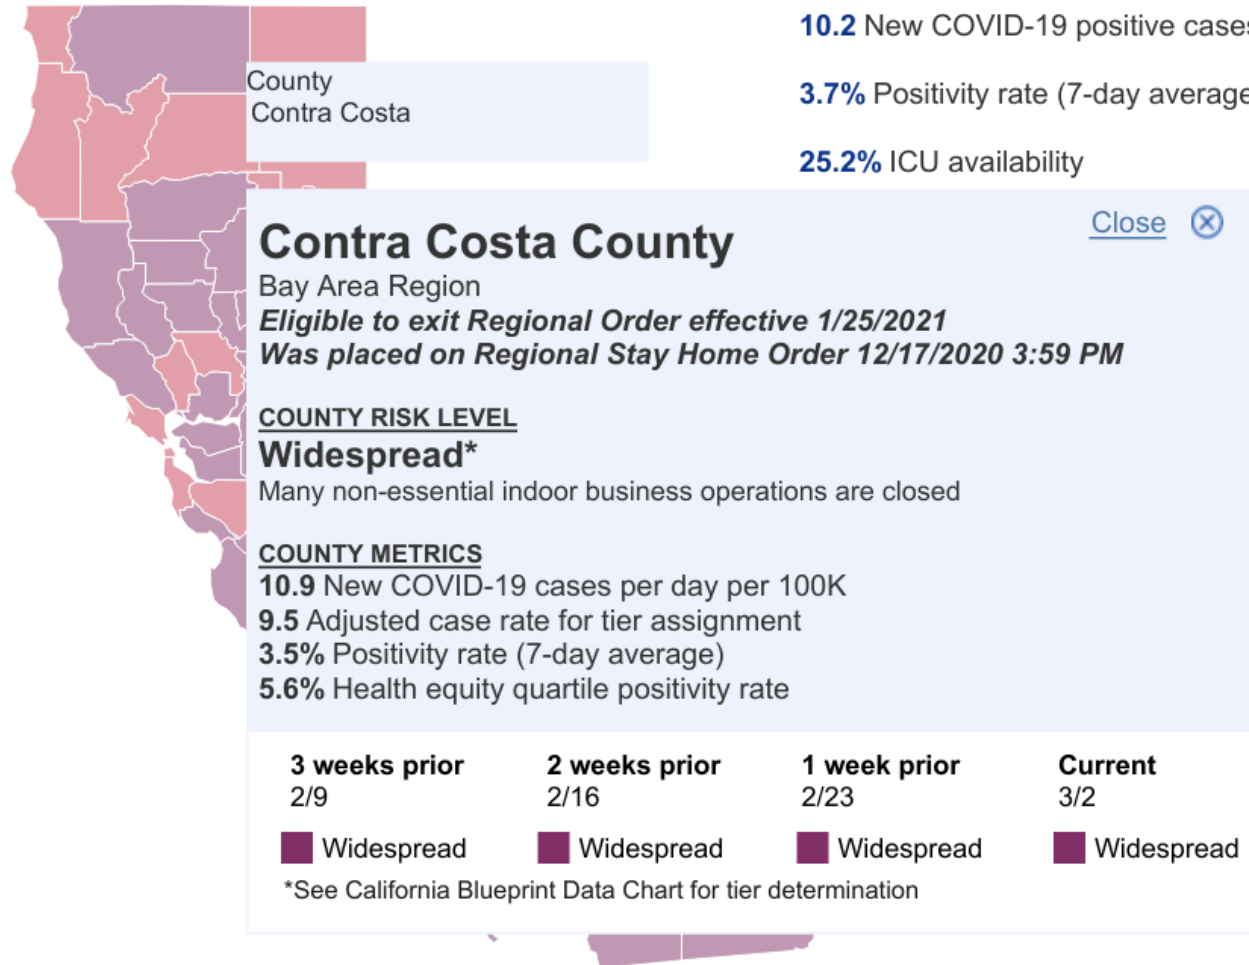 10.2 New COVID-19 positive cases
3.7% Positivity rate (7-day average
25.2% ICU availability
County
Contra Costa
Close
Contra Costa County
Bay Area Region
Eligible to exit Regional Order effective 1/25/2021
Was placed on Regional Stay Home Order 12/17/2020 3:59 PM
COUNTY RISK LEVEL
Widespread*
Many non-essential indoor business operations are closed
COUNTY METRICS
10.9 New COVID-19 cases per day per 100K
9.5 Adjusted case rate for tier assignment
3.5% Positivity rate (7-day average)
5.6% Health equity quartile positivity rate
3 weeks prior 2 weeks prior 1 week prior Current
2/9 2/16 2/23 3/2
Widespread Widespread Widespread Widespread
*See California Blueprint Data Chart for tier determination